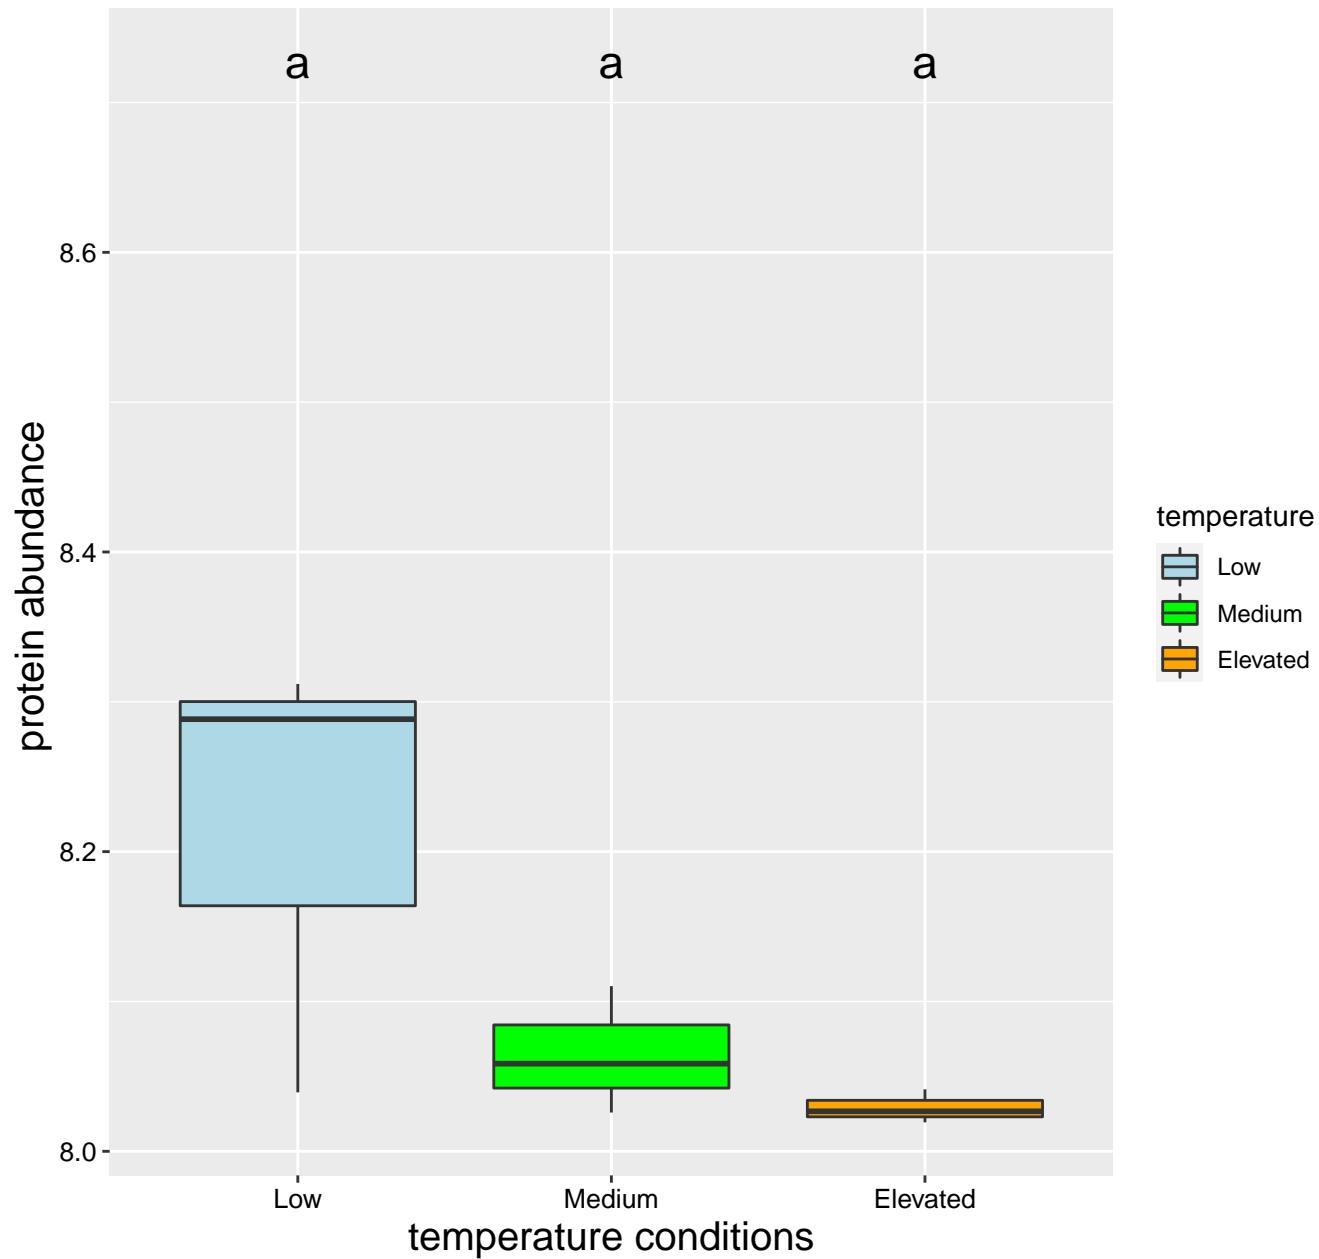 a a a
8.6
8.4
8.2
8.0
protein abundance
Low Medium Elevated
temperature conditions
temperature
Low
Medium
Elevated